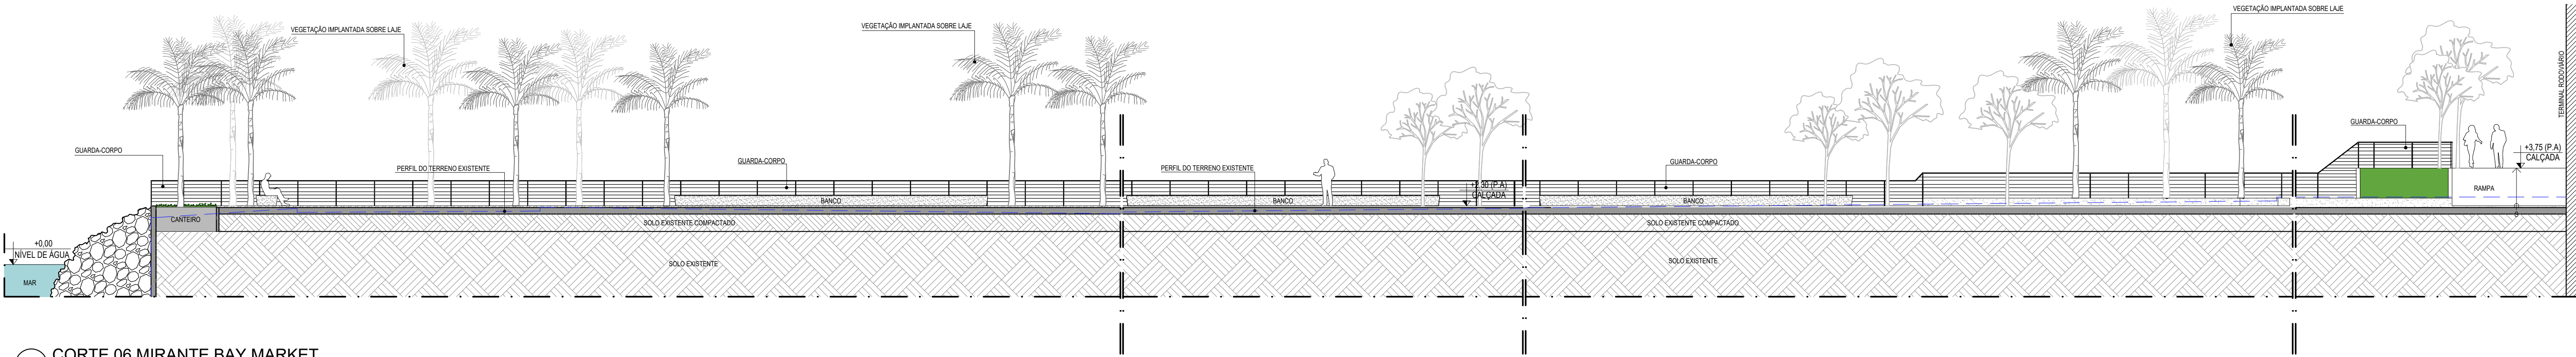 VEGETAÇÃO IMPLANTADA SOBRE LAJE
VEGETAÇÃO IMPLANTADA SOBRE LAJE
VEGETAÇÃO IMPLANTADA SOBRE LAJE
TERMINAL RODOVIÁRIO
GUARDA-CORPO
GUARDA-CORPO
PERFIL DO TERRENO EXISTENTE
GUARDA-CORPO
PERFIL DO TERRENO EXISTENTE
GUARDA-CORPO
+3,75 (P.A)
CALÇADA
+2,30 (P.A)
CALÇADA
RAMPA
BANCO
BANCO
BANCO
CANTEIRO
SOLO EXISTENTE COMPACTADO
SOLO EXISTENTE COMPACTADO
+0,00
NÍVEL DE ÁGUA
SOLO EXISTENTE
SOLO EXISTENTE
MAR
CORTE 06 MIRANTE BAY MARKET